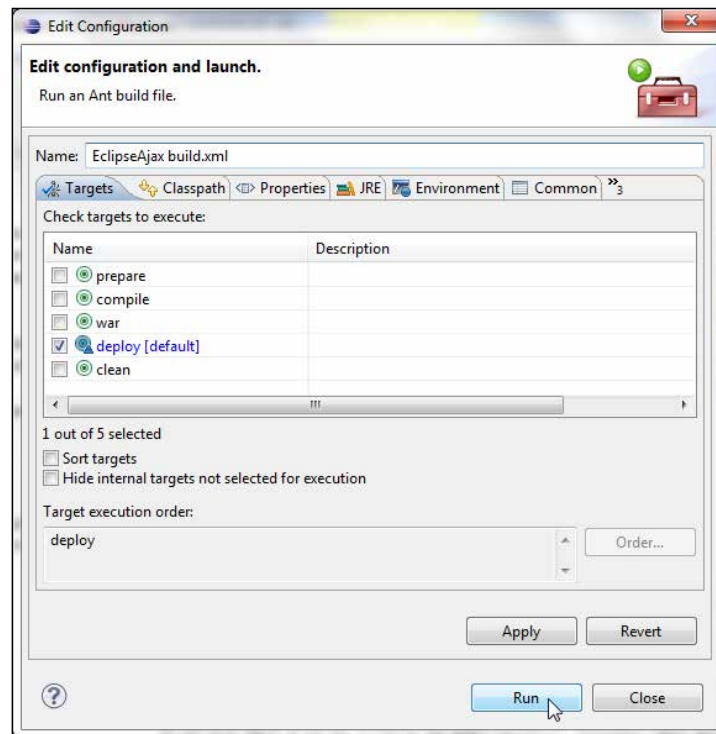 Edit Configuration
Edit configuration and launch.
Run an Ant build file.
Name: EclipseAjax build.xml
Targets Classpath Properties JRE Environment Common »3
Check targets to execute:
Name Description
prepare
compile
war
deploy [default]
clean
1 out of 5 selected
Sort targets
Hide internal targets not selected for execution
Target execution order:
deploy Order...
Apply Revert
Run Close